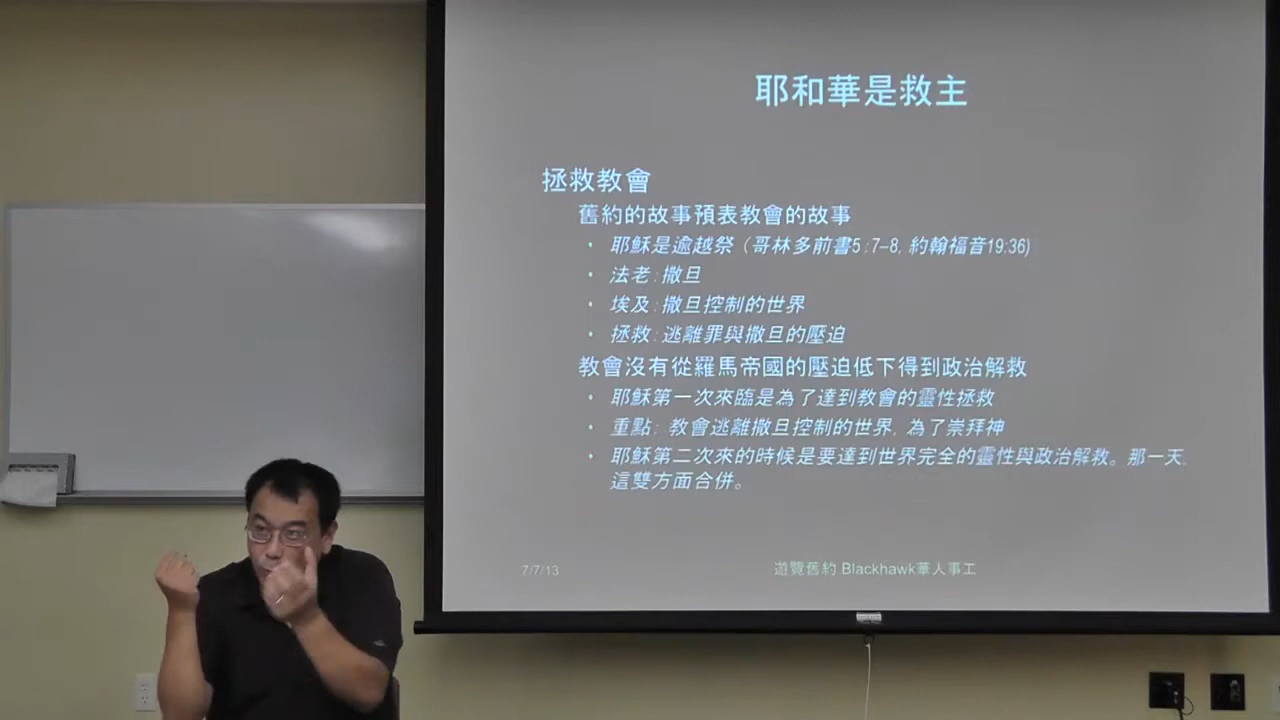 耶和華是救主
拯救教會
舊約的故事預表教會的故事
• 耶穌是逾越祭（哥林多前書5:7-8, 約翰福音19:36)
• 法老:撒旦
• 埃及:撒旦控制的世界
• 拯救:逃離罪與撒旦的壓迫
教會沒有從羅馬帝國的壓迫低下得到政治解救
• 耶穌第一次來臨是為了達到教會的靈性拯救
• 重點: 教會逃離撒旦控制的世界, 為了崇拜神
• 耶穌第二次來的時候是要達到世界完全的靈性與政治解救。那一天,
這雙方面合併。
7/7/13
遊覽舊約 Blackhawk華人事工